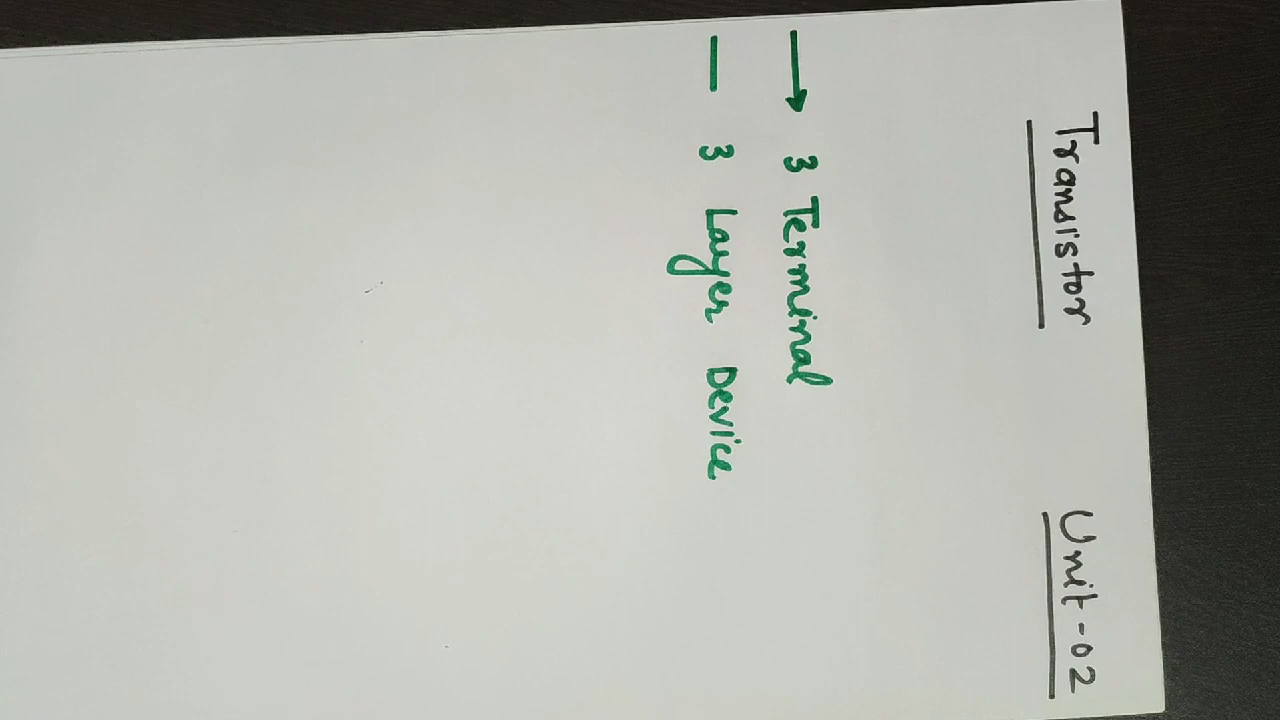 Transistor Unit-02
→ 3 Terminal
— 3 Layer Device